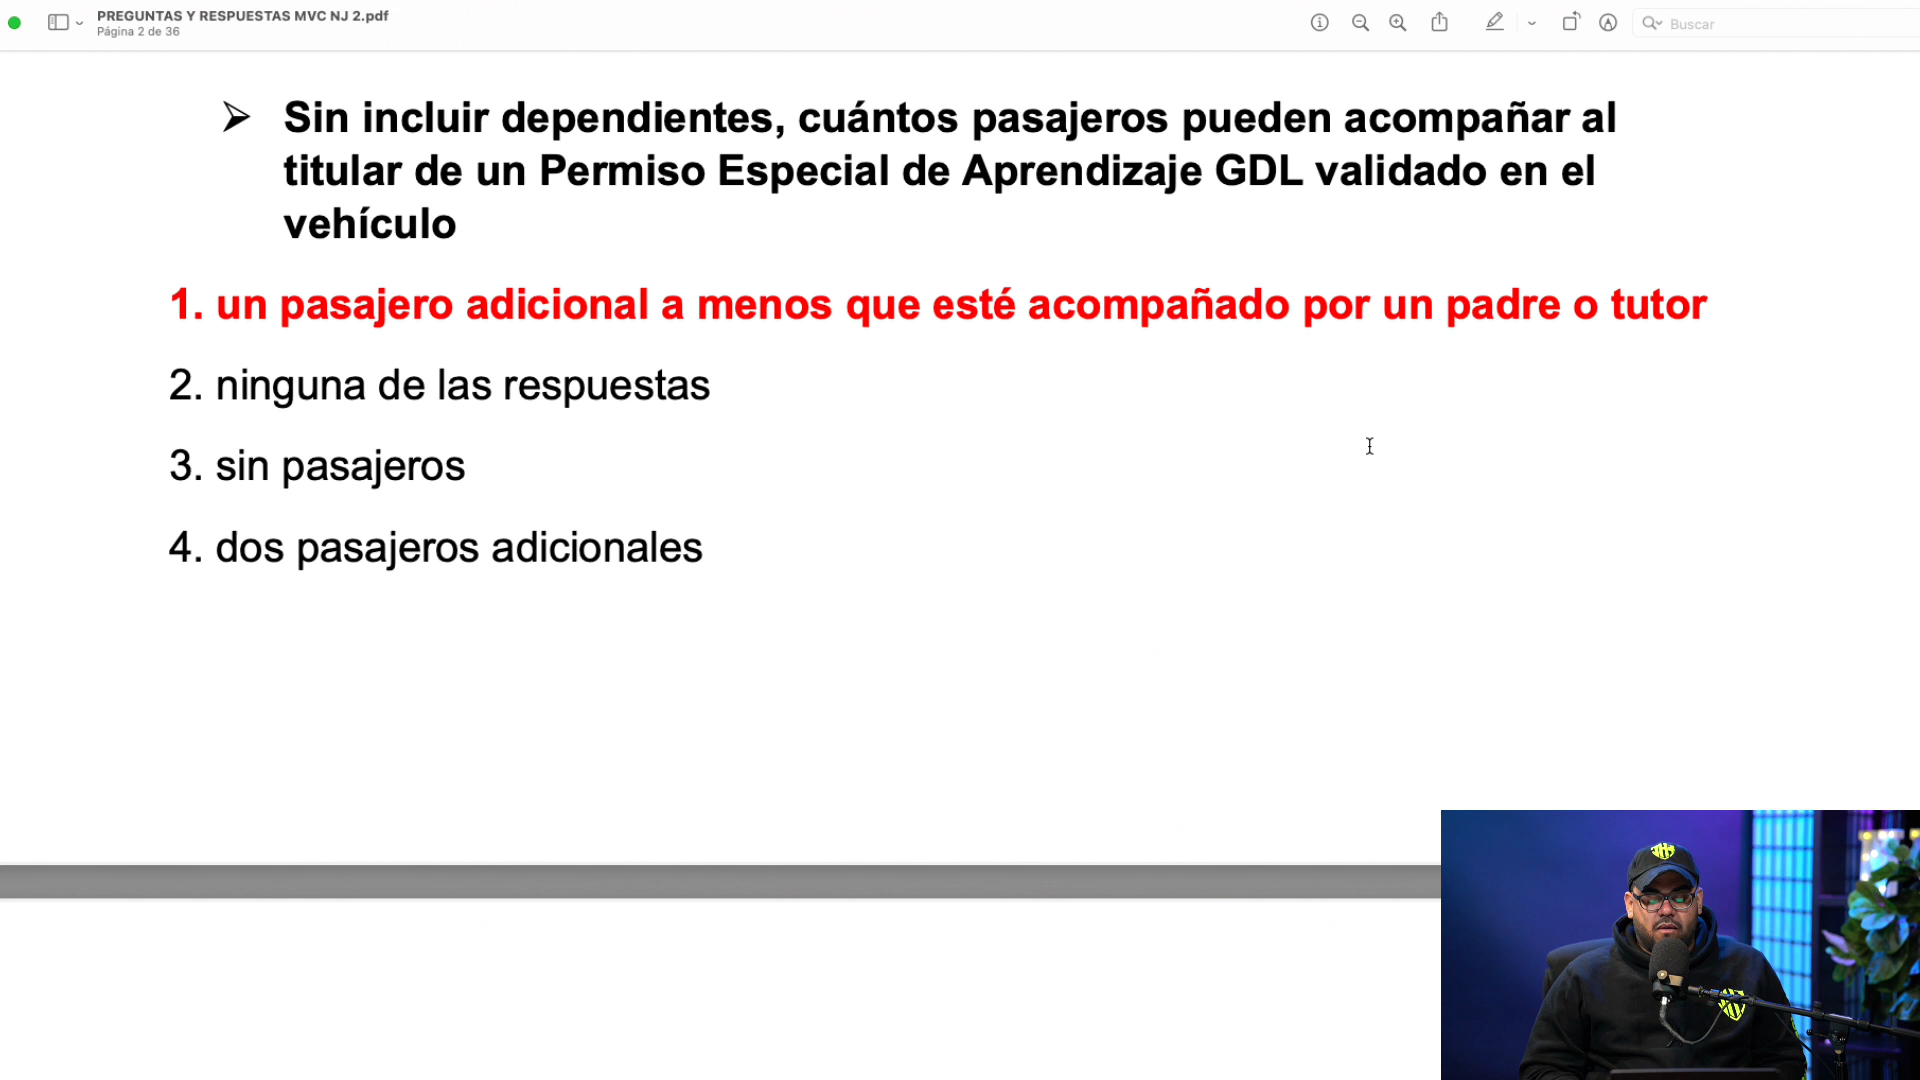 PREGUNTAS Y RESPUESTAS MVC NJ 2.pdf
Página 2 de 36
Buscar
➢ Sin incluir dependientes, cuántos pasajeros pueden acompañar al
titular de un Permiso Especial de Aprendizaje GDL validado en el
vehículo
1. un pasajero adicional a menos que esté acompañado por un padre o tutor
2. ninguna de las respuestas
3. sin pasajeros
4. dos pasajeros adicionales